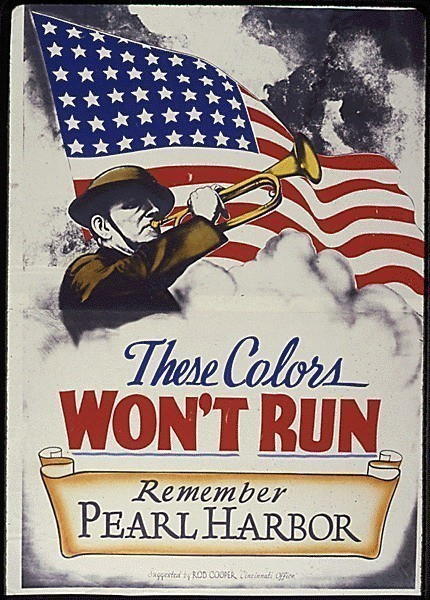 These Colors
WON'T RUN
Remember
PEARL HARBOR
Suggested by ROD COOPER, Cincinnati Office